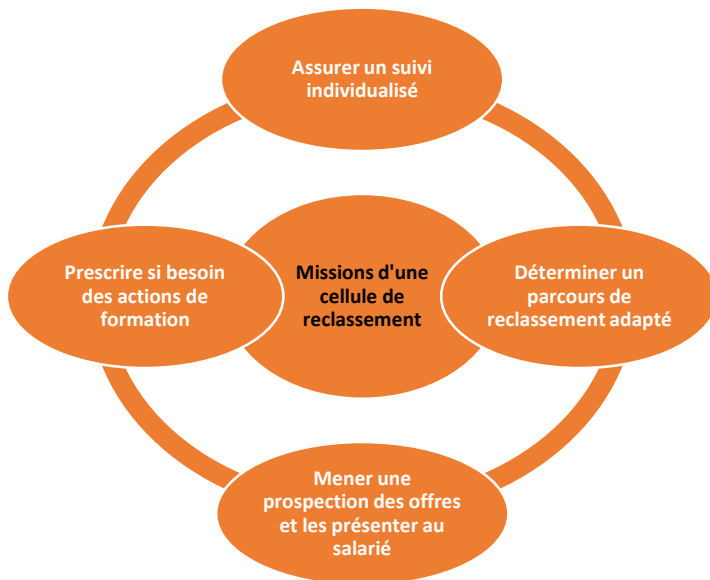 Assurer un suivi
individualisé
Prescrire si besoin
des actions de
formation
Missions d'une
cellule de
reclassement
Déterminer un
parcours de
reclassement adapté
Mener une
prospection des offres
et les présenter au
salarié